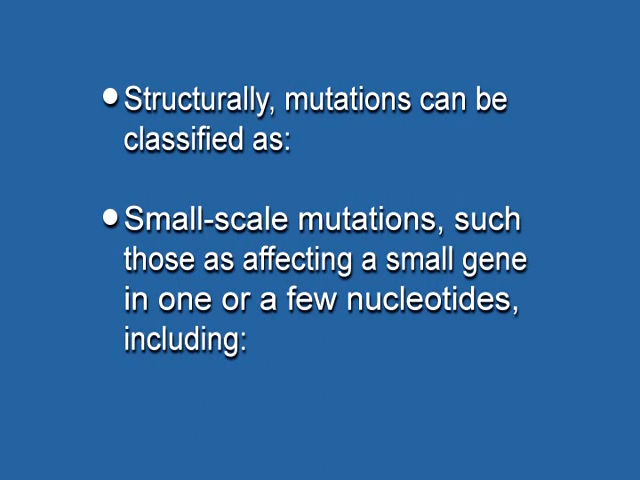 • Structurally, mutations can be
classified as:
• Small-scale mutations, such
those as affecting a small gene
in one or a few nucleotides,
including: